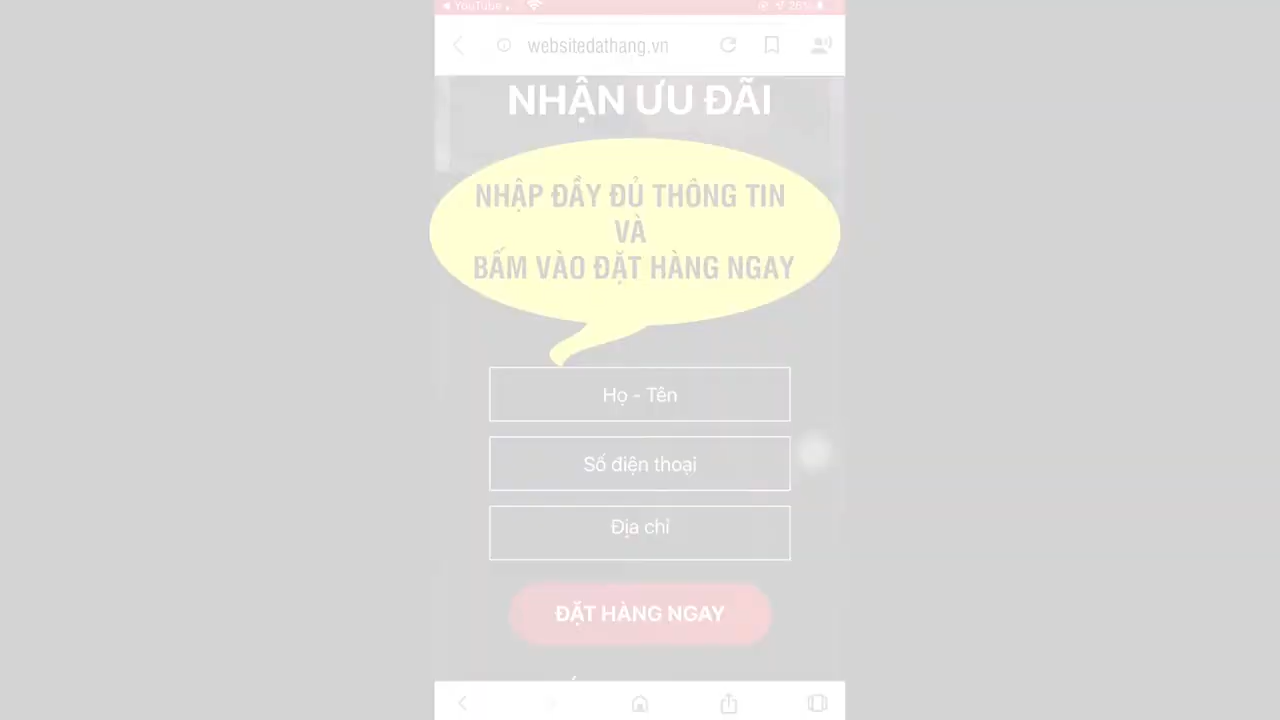 YouTube
25%
websitedathang.vn
NHẬN ƯU ĐÃI
NHẬP ĐẦY ĐỦ THÔNG TIN
VÀ
BẤM VÀO ĐẶT HÀNG NGAY
Họ - Tên
Số điện thoại
Địa chỉ
ĐẶT HÀNG NGAY